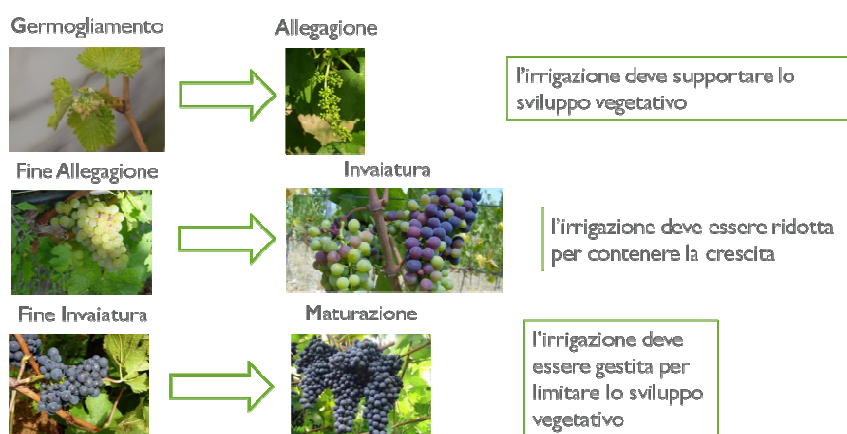 Germogliamento
Allegagione
l'irrigazione deve supportare lo
sviluppo vegetativo
Fine Allegagione
Invaiatura
l'irrigazione deve essere ridotta
per contenere la crescita
Fine Invaiatura
Maturazione
l'irrigazione deve
essere gestita per
limitare lo sviluppo
vegetativo